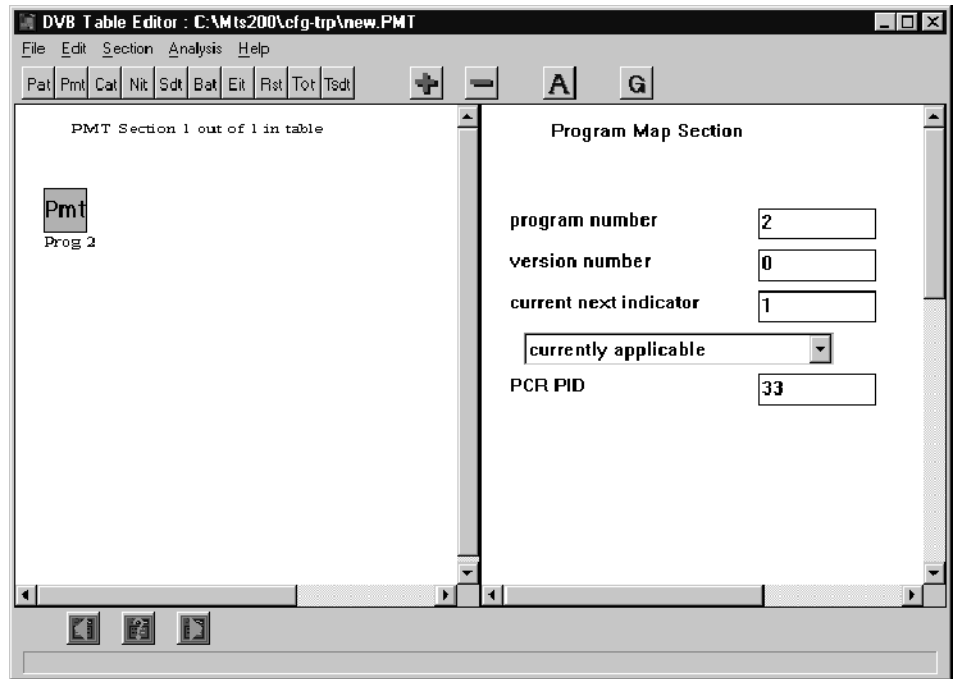 DVB Table Editor : C:\Mts200\cfg-trp\new.PMT
File Edit Section Analysis Help
Pat Pmt Cat Nit Sdt Bat Eit Rst Tot Tsdt A G
PMT Section 1 out of 1 in table
Pmt
Prog 2
Program Map Section
program number 2
version number 0
current next indicator 1
currently applicable
PCR PID 33